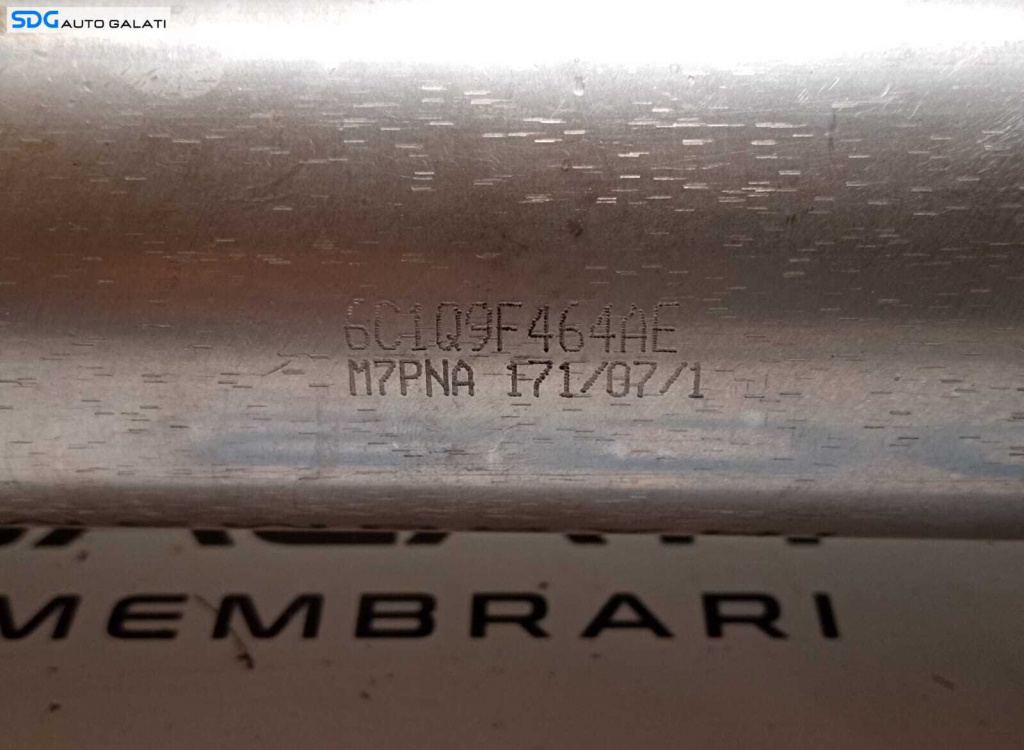 SDG AUTO GALATI
6C1Q9F464AE
M7PNA 171/07/1
MEMBRARI